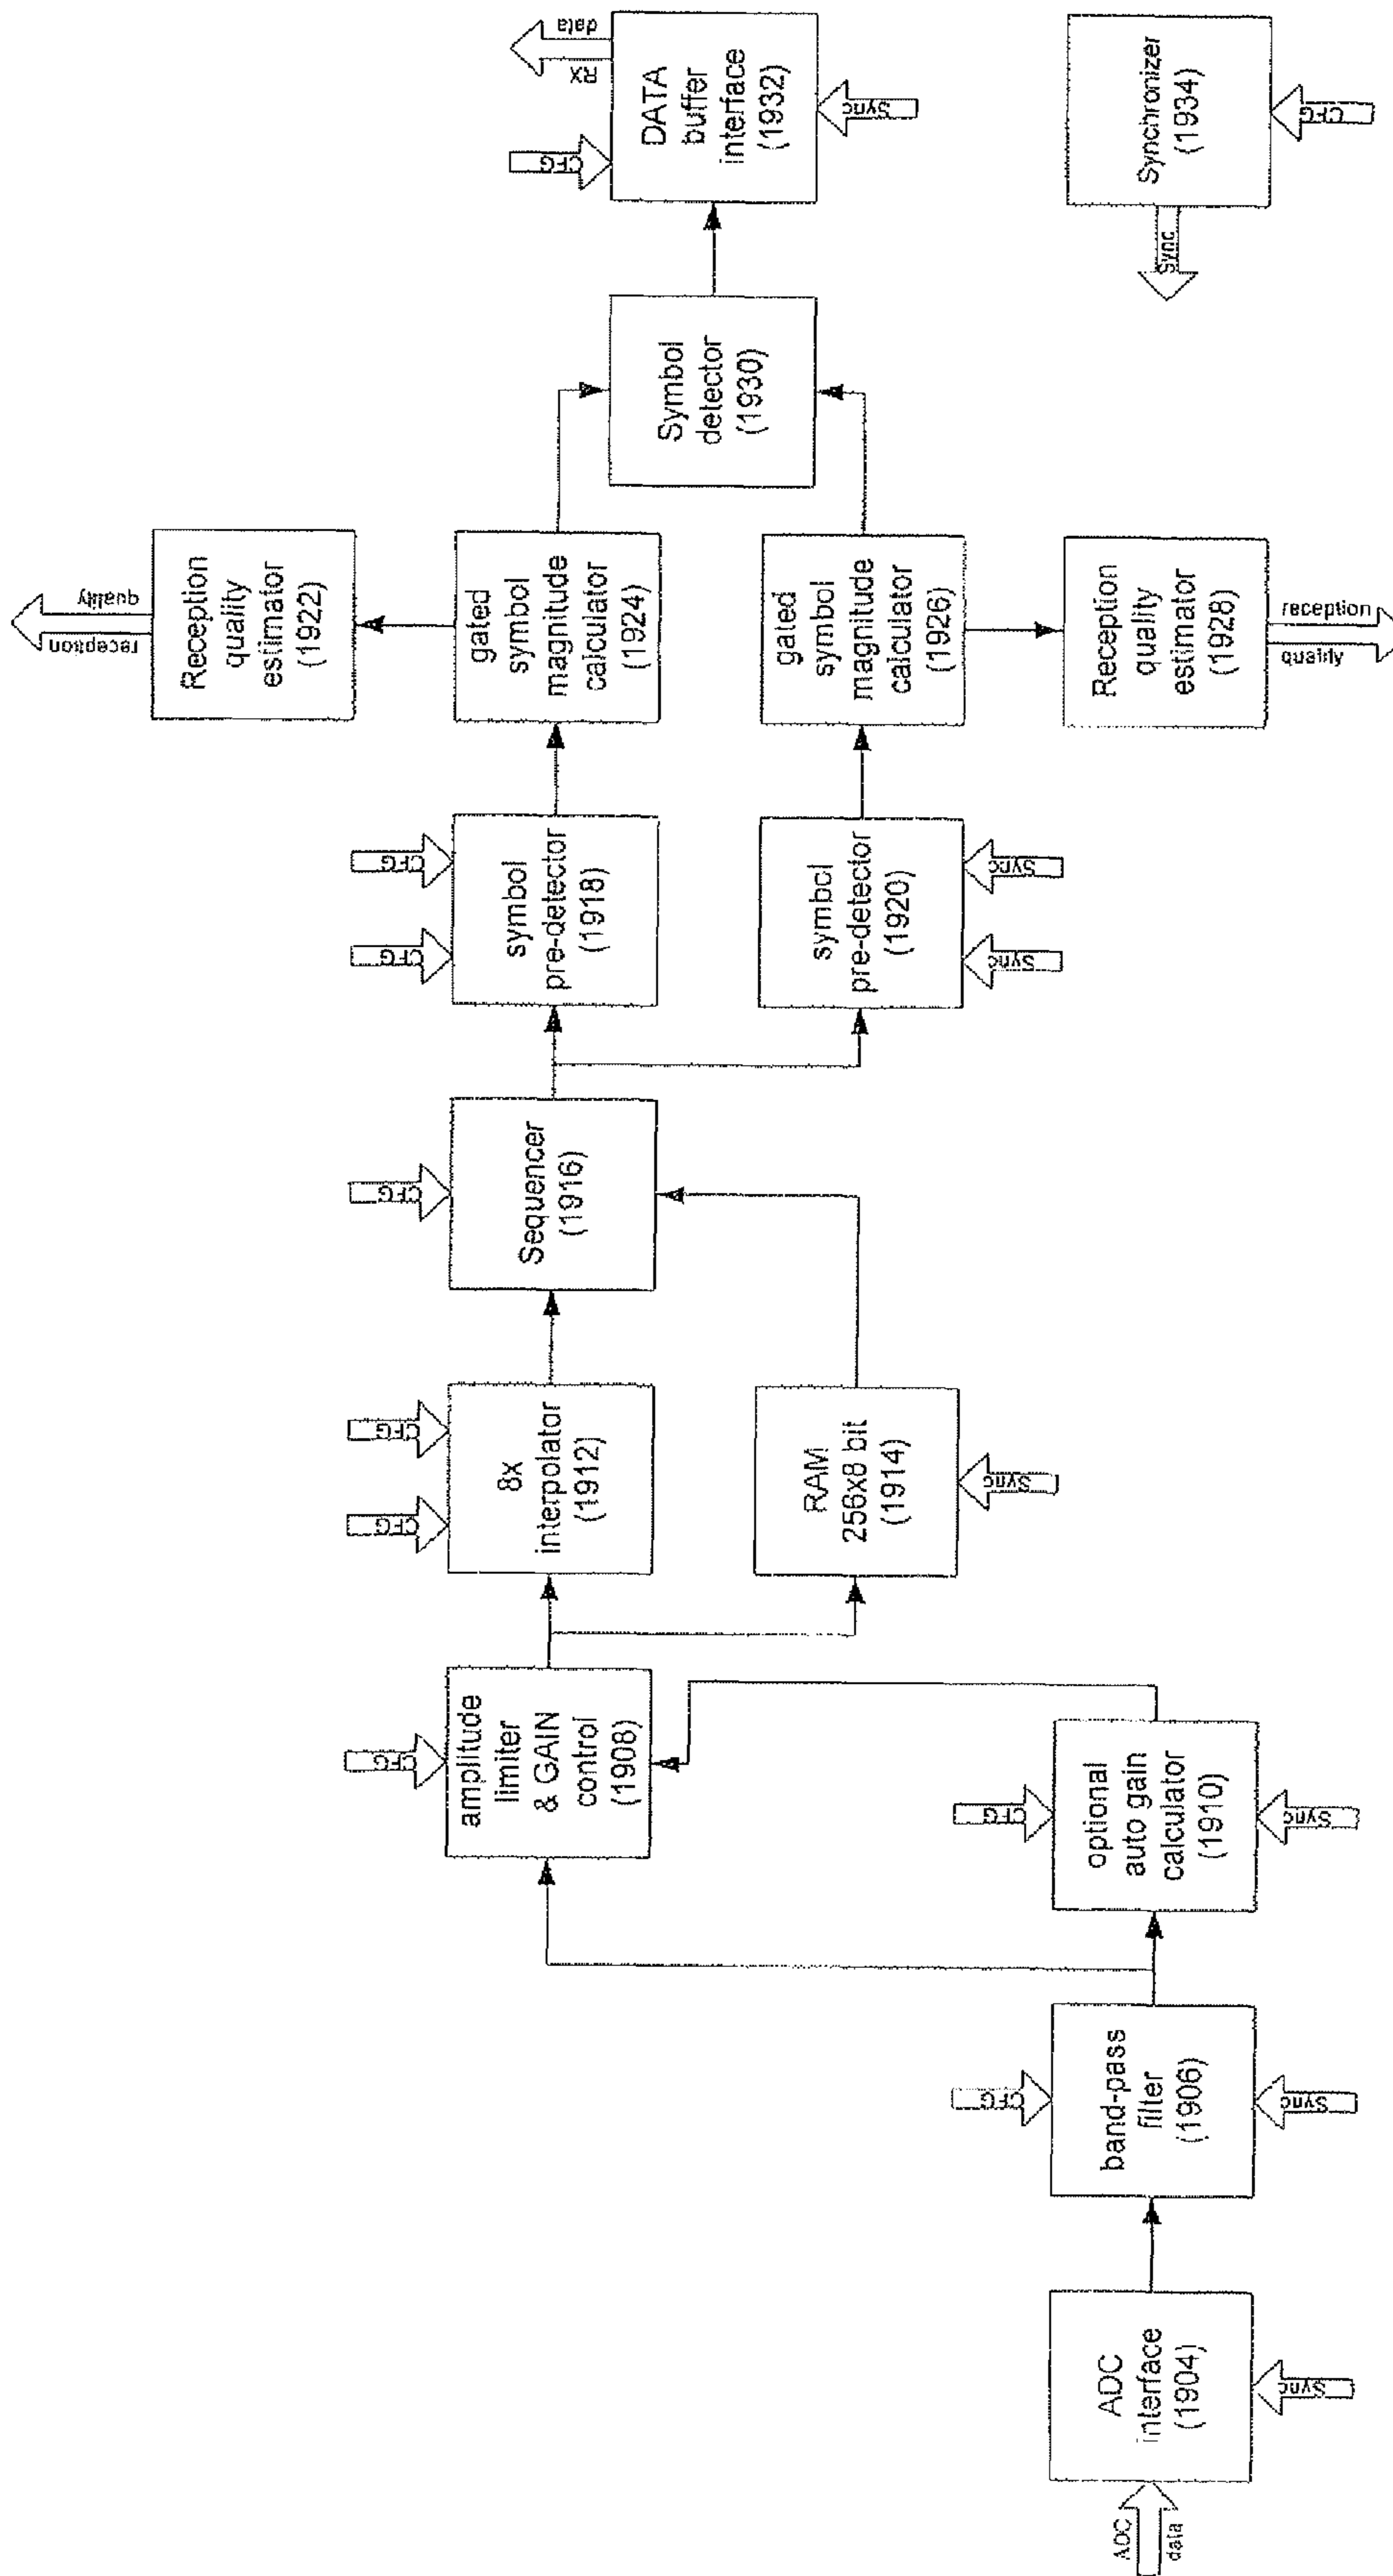 ADC
data
ADC
interface
(1904)
Sync
band-pass
filter
(1906)
CFG
Sync
optional
auto gain
calculator
(1910)
CFG
Sync
amplitude
limiter
& GAIN
control
(1908)
CFG
8x
interpolator
(1912)
CFG
CFG
RAM
256x8 bit
(1914)
Sync
Sequencer
(1916)
CFG
symbol
pre-detector
(1918)
CFG
CFG
symbol
pre-detector
(1920)
Sync
Sync
gated
symbol
magnitude
calculator
(1924)
Reception
quality
estimator
(1922)
reception
quality
gated
symbol
magnitude
calculator
(1926)
Reception
quality
estimator
(1928)
reception
quality
Symbol
detector
(1930)
DATA
buffer
interface
(1932)
CFG
RX
data
Sync
Synchronizer
(1934)
Sync
CFG